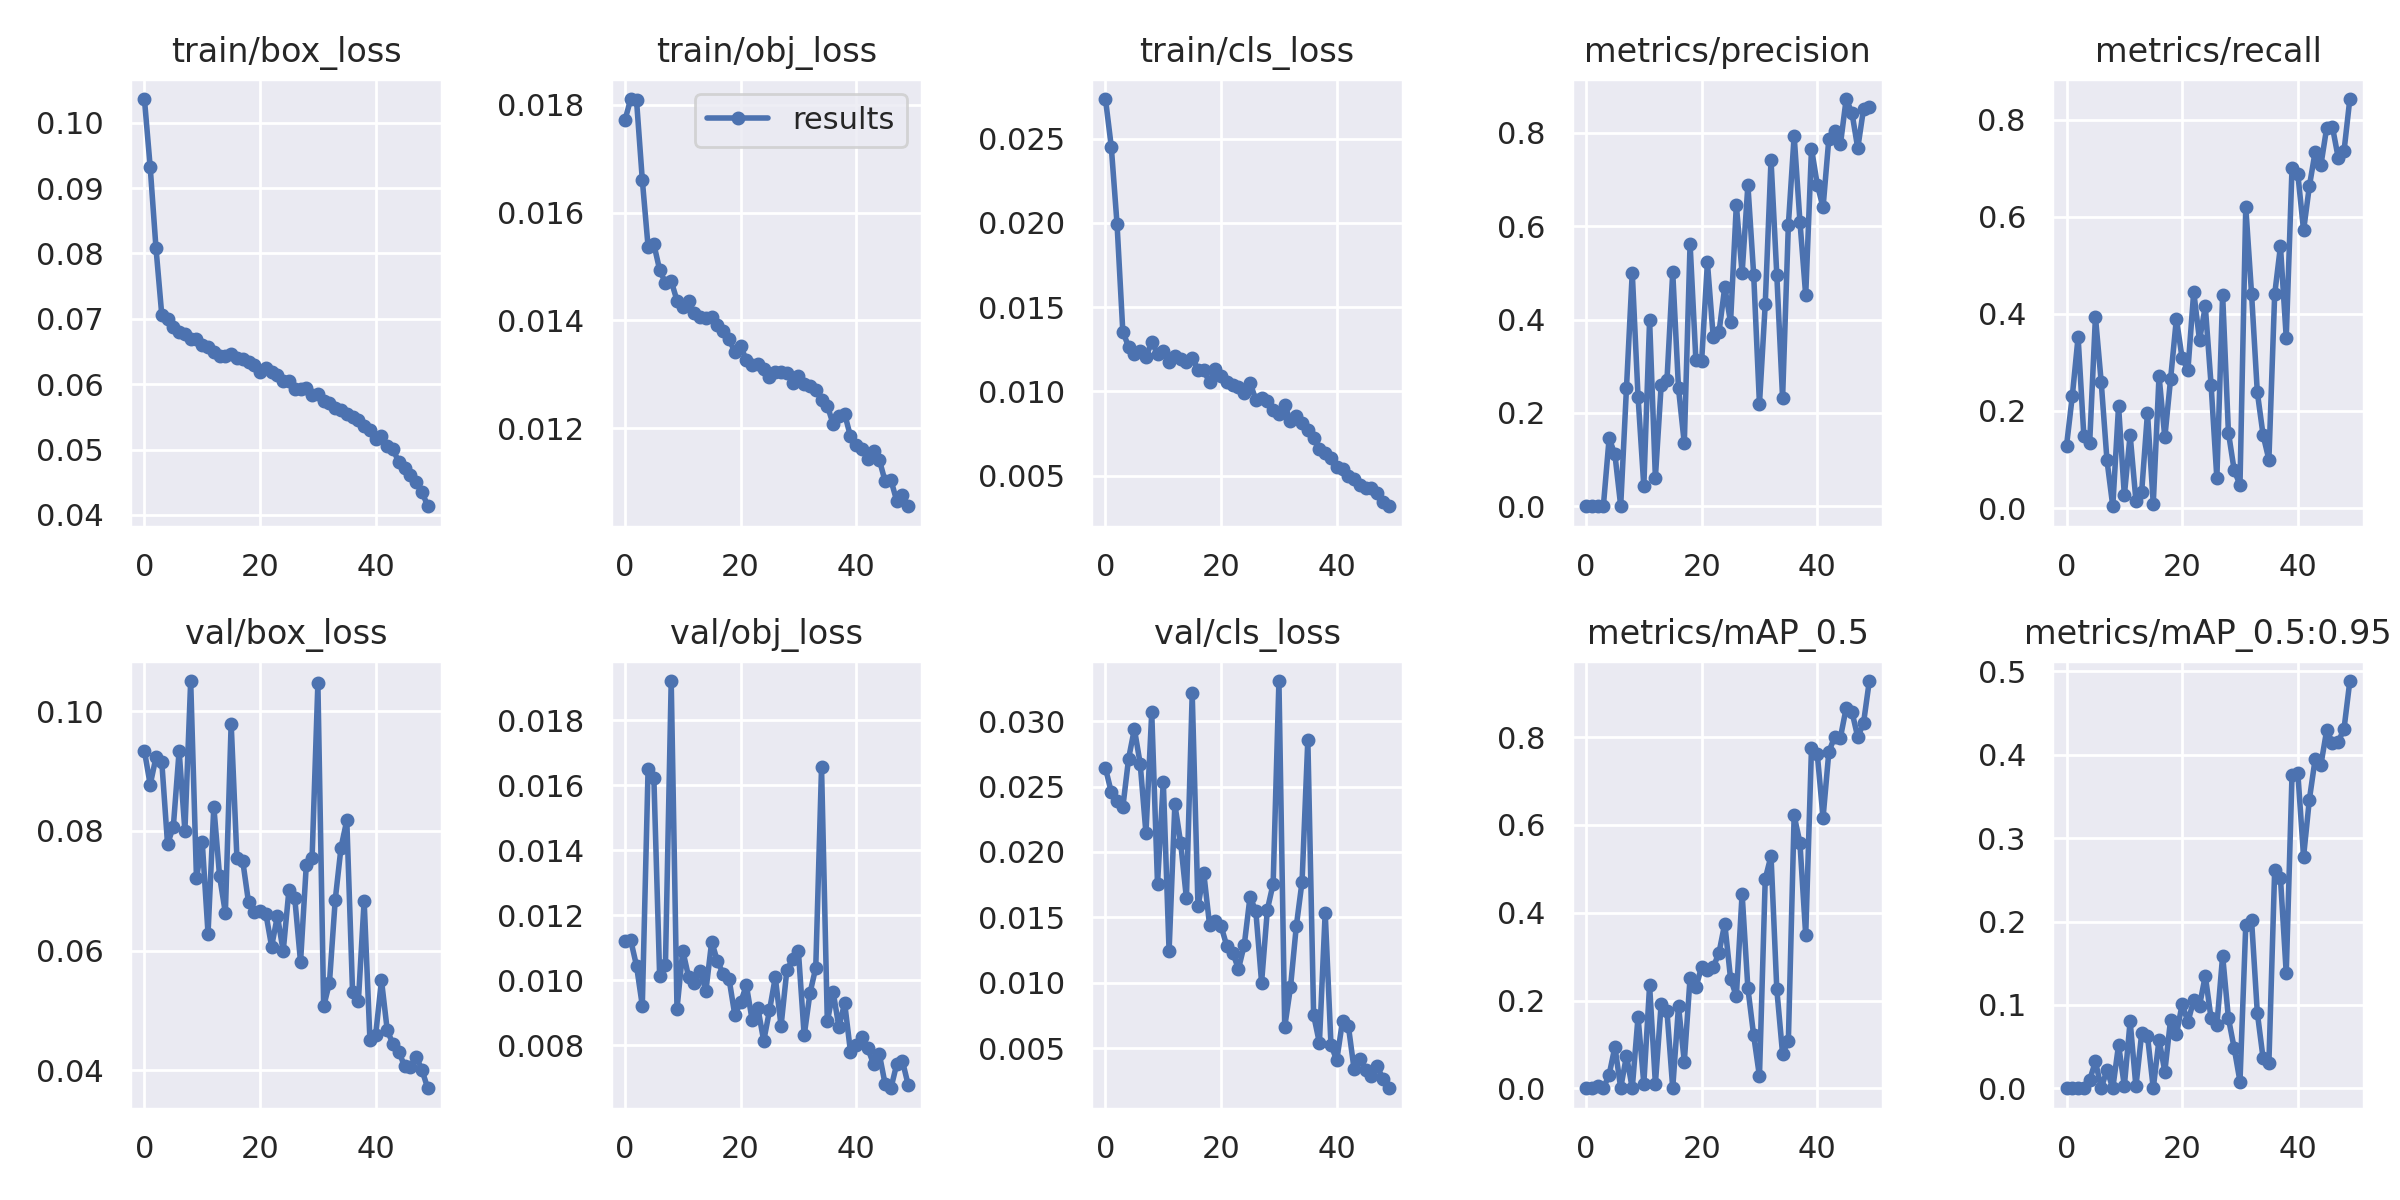 train/box_loss
0.10
0.09
0.08
0.07
0.06
0.05
0.04
0 20 40
train/obj_loss
results
0.018
0.016
0.014
0.012
0 20 40
train/cls_loss
0.025
0.020
0.015
0.010
0.005
0 20 40
metrics/precision
0.8
0.6
0.4
0.2
0.0
0 20 40
metrics/recall
0.8
0.6
0.4
0.2
0.0
0 20 40
val/box_loss
0.10
0.08
0.06
0.04
0 20 40
val/obj_loss
0.018
0.016
0.014
0.012
0.010
0.008
0 20 40
val/cls_loss
0.030
0.025
0.020
0.015
0.010
0.005
0 20 40
metrics/mAP_0.5
0.8
0.6
0.4
0.2
0.0
0 20 40
metrics/mAP_0.5:0.95
0.5
0.4
0.3
0.2
0.1
0.0
0 20 40